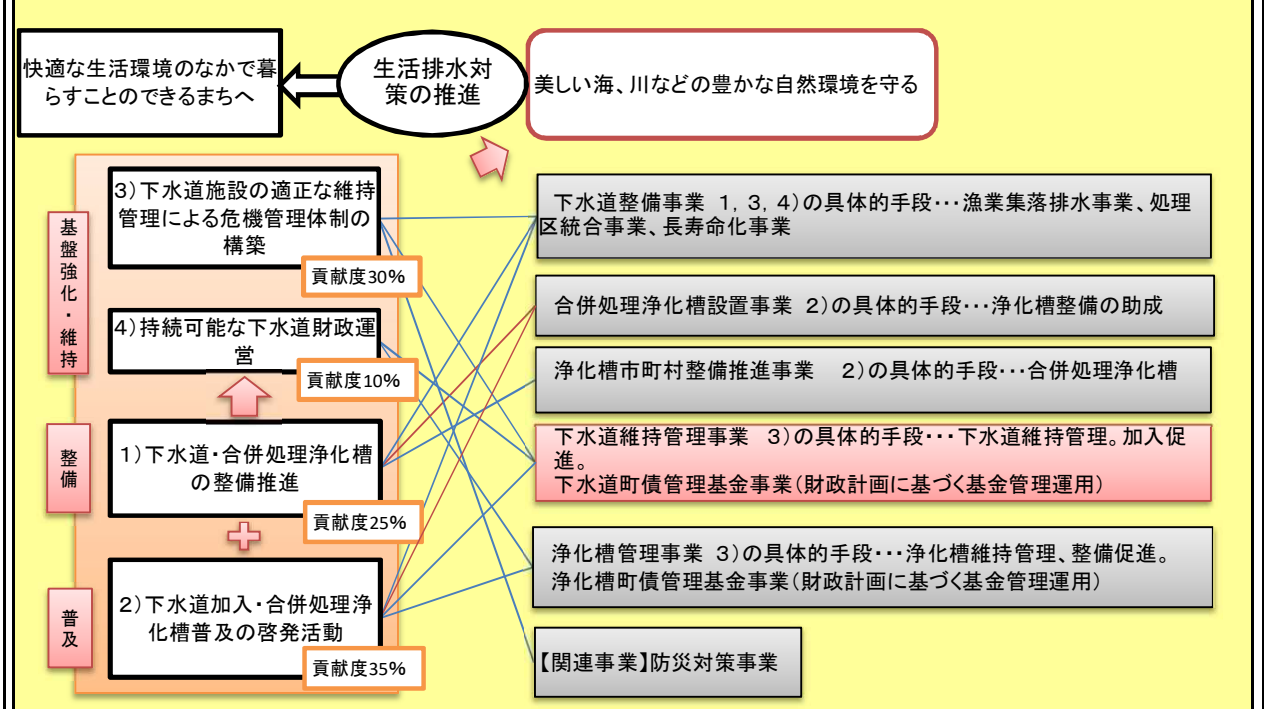 快適な生活環境のなかで暮
らすことのできるまちへ
生活排水対
策の推進
美しい海、川などの豊かな自然環境を守る
基盤強化・維持
3)下水道施設の適正な維持
管理による危機管理体制の
構築
貢献度30%
4)持続可能な下水道財政運
営
貢献度10%
整備
1)下水道・合併処理浄化槽
の整備推進
貢献度25%
普及
2)下水道加入・合併処理浄
化槽普及の啓発活動
貢献度35%
下水道整備事業 1, 3, 4)の具体的手段・・・漁業集落排水事業、処理
区統合事業、長寿命化事業
合併処理浄化槽設置事業 2)の具体的手段・・・浄化槽整備の助成
浄化槽市町村整備推進事業 2)の具体的手段・・・合併処理浄化槽
下水道維持管理事業 3)の具体的手段・・・下水道維持管理。加入促
進。
下水道町債管理基金事業(財政計画に基づく基金管理運用)
浄化槽管理事業 3)の具体的手段・・・浄化槽維持管理、整備促進。
浄化槽町債管理基金事業(財政計画に基づく基金管理運用)
【関連事業】防災対策事業